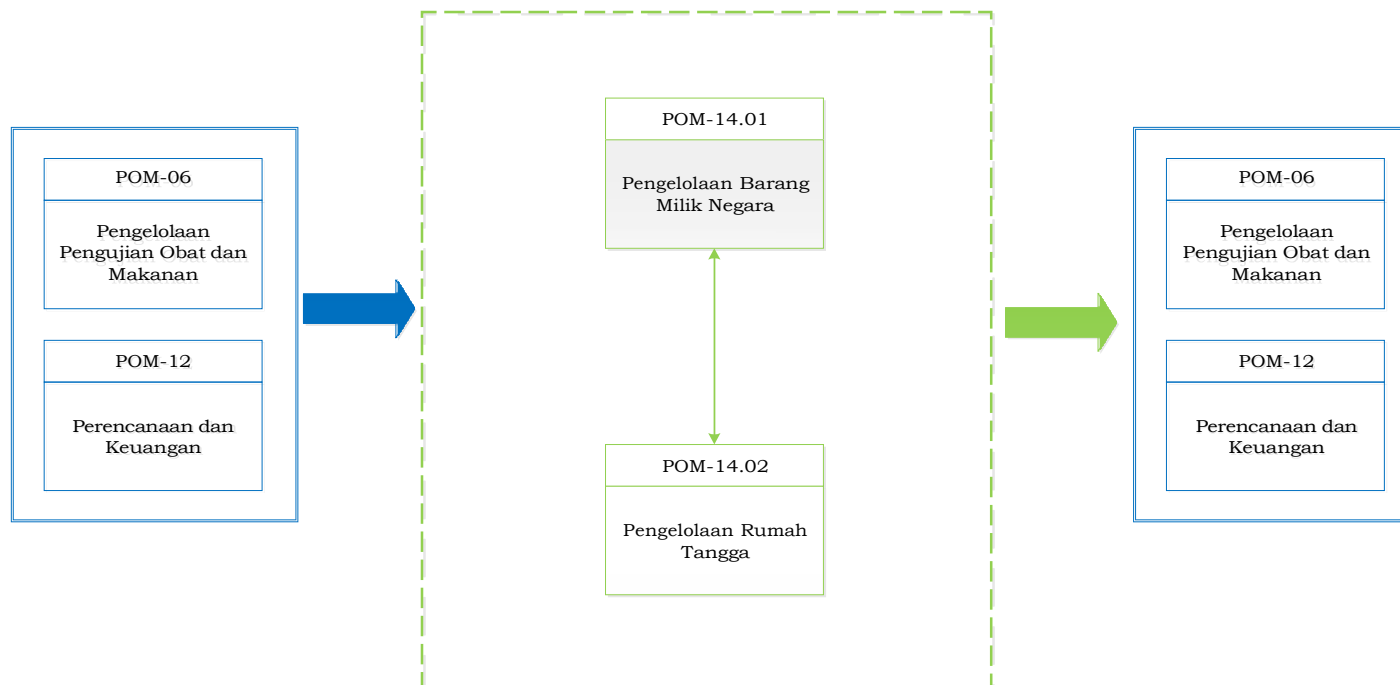 POM-06
Pengelolaan
Pengujian Obat dan
Makanan
POM-12
Perencanaan dan
Keuangan
POM-14.01
Pengelolaan Barang
Milik Negara
POM-14.02
Pengelolaan Rumah
Tangga
POM-06
Pengelolaan
Pengujian Obat dan
Makanan
POM-12
Perencanaan dan
Keuangan